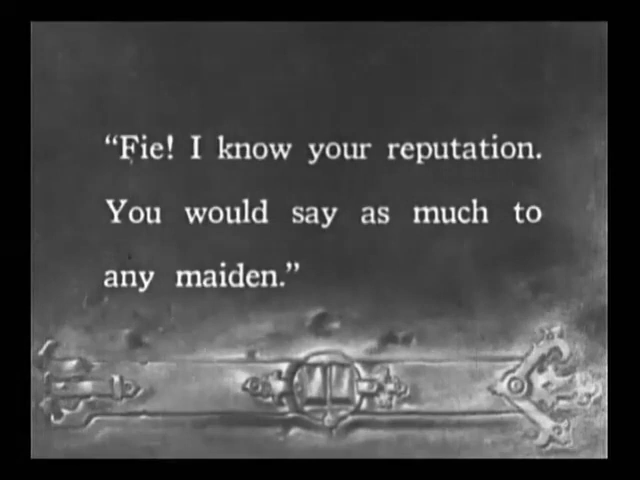 “Fie! I know your reputation.
You would say as much to
any maiden.”